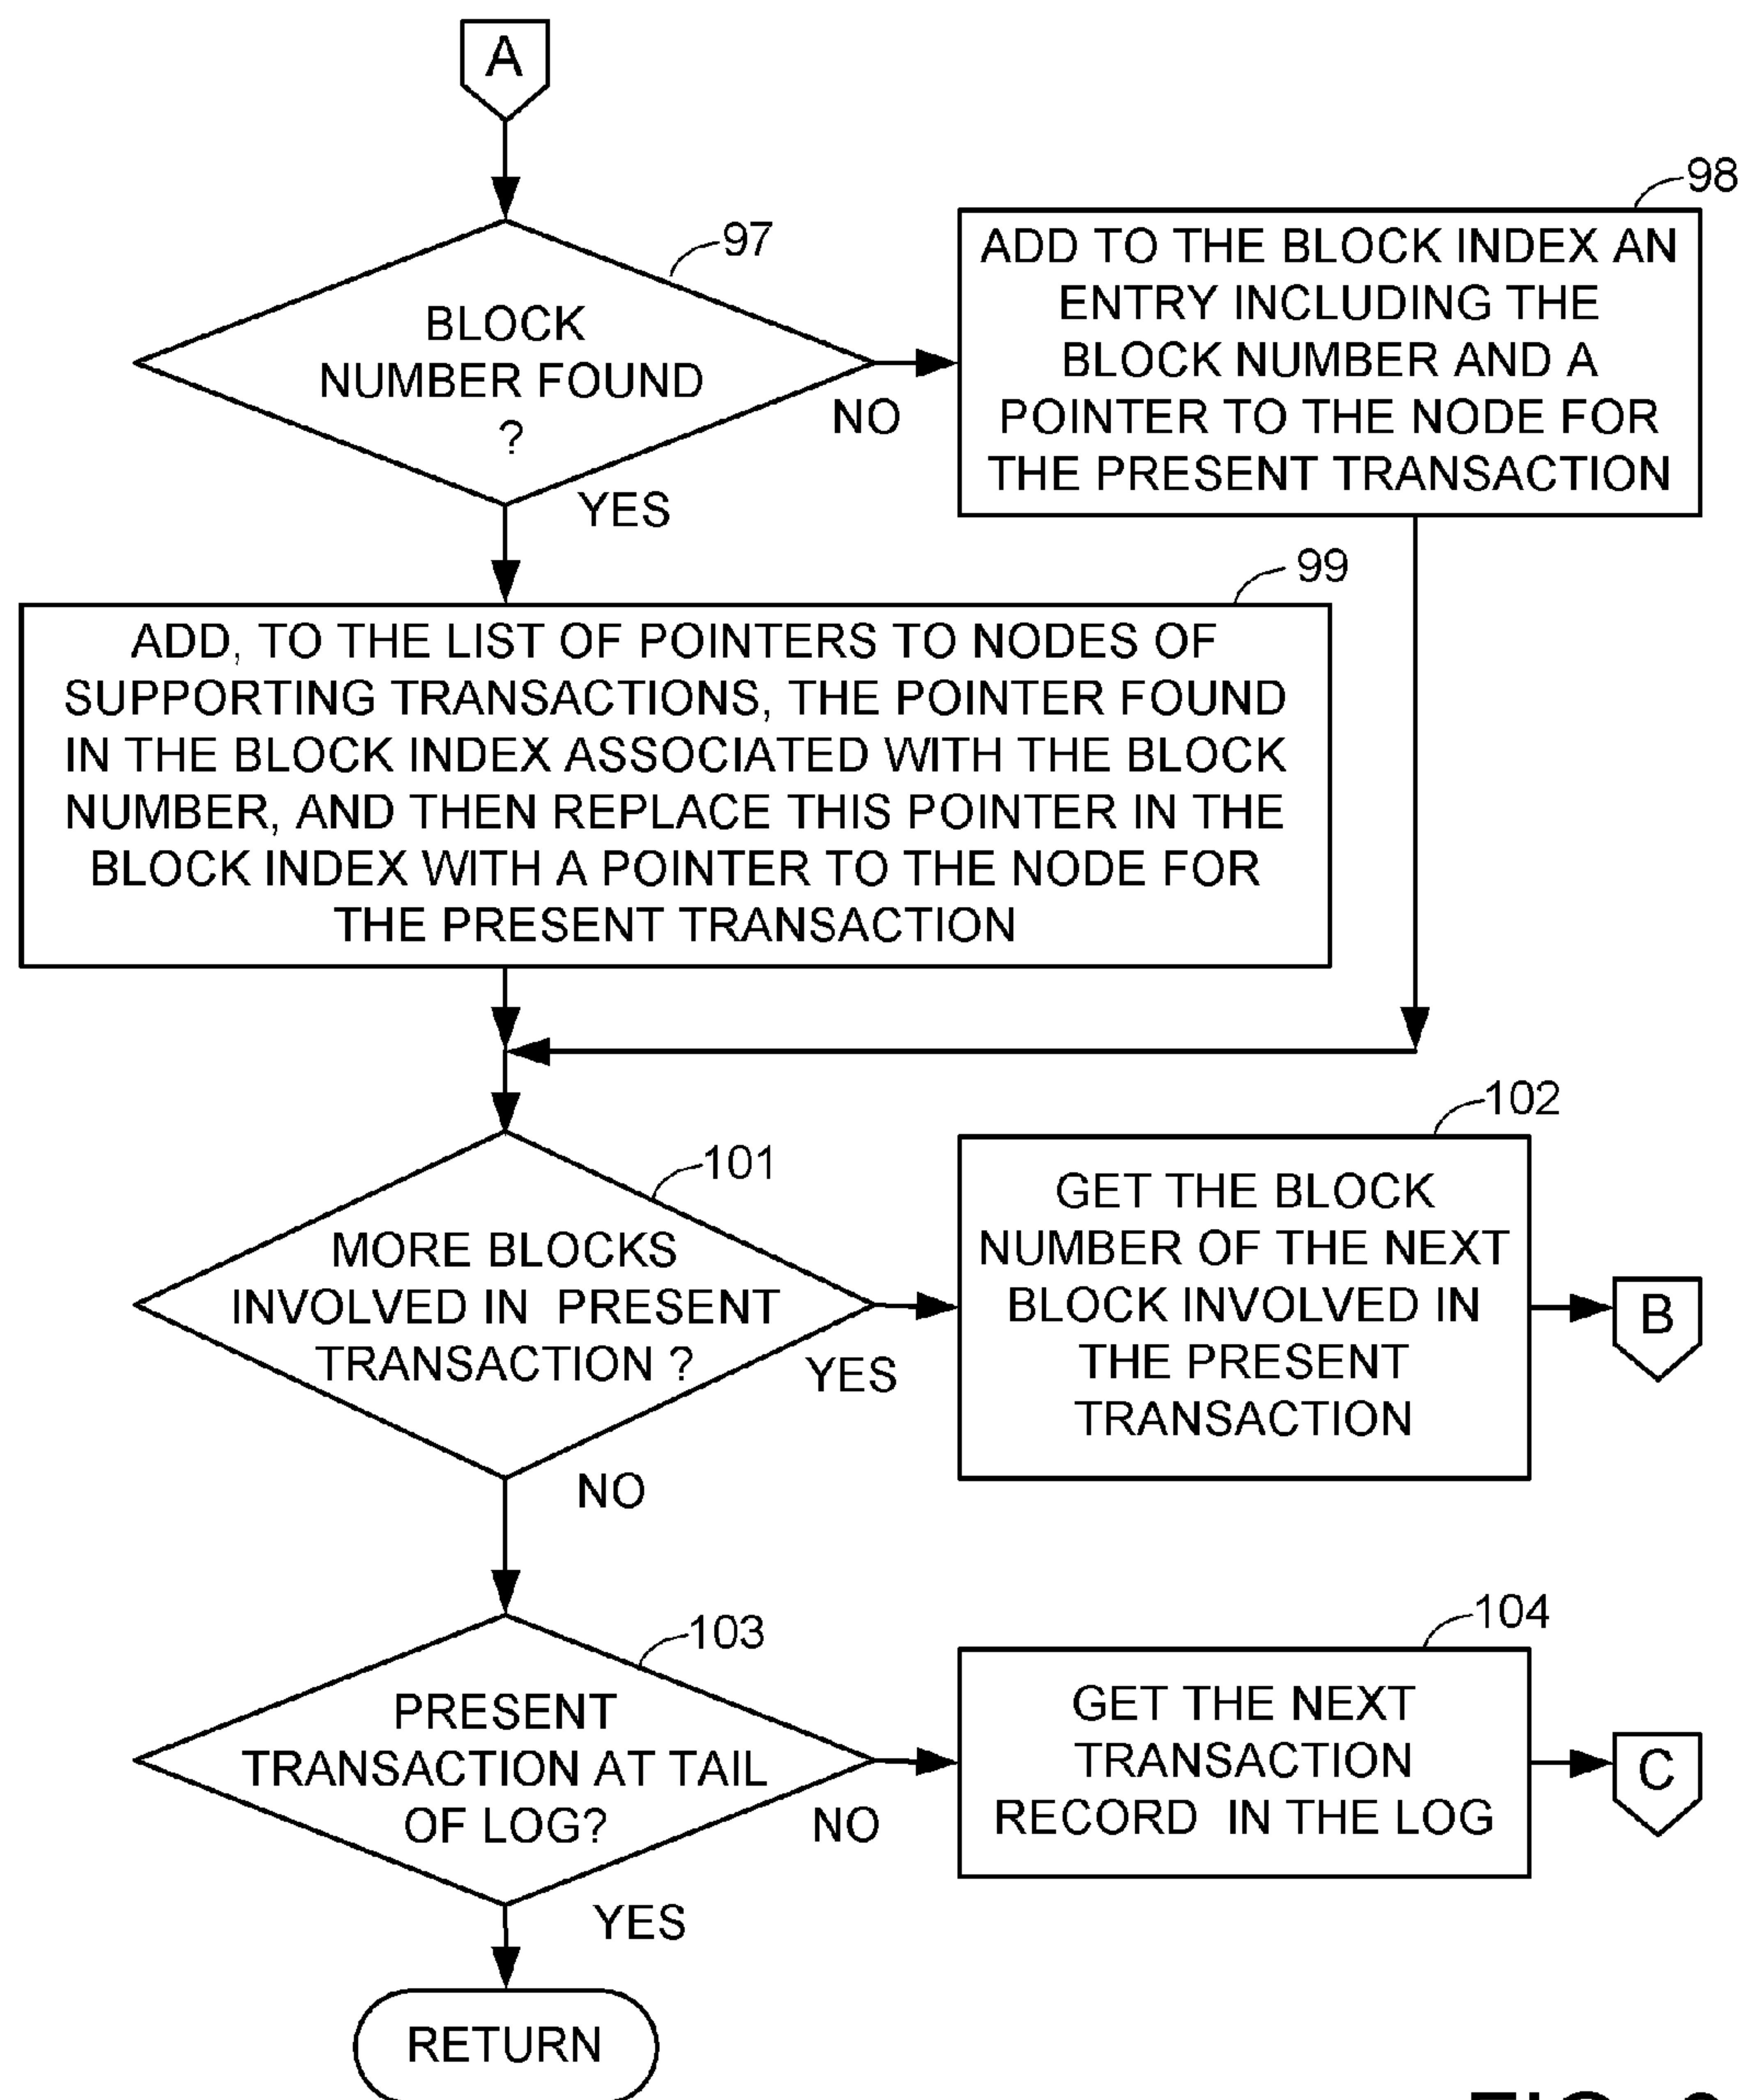 A
97
BLOCK
NUMBER FOUND
?
NO
YES
98
ADD TO THE BLOCK INDEX AN
ENTRY INCLUDING THE
BLOCK NUMBER AND A
POINTER TO THE NODE FOR
THE PRESENT TRANSACTION
99
ADD, TO THE LIST OF POINTERS TO NODES OF
SUPPORTING TRANSACTIONS, THE POINTER FOUND
IN THE BLOCK INDEX ASSOCIATED WITH THE BLOCK
NUMBER, AND THEN REPLACE THIS POINTER IN THE
BLOCK INDEX WITH A POINTER TO THE NODE FOR
THE PRESENT TRANSACTION
101
MORE BLOCKS
INVOLVED IN PRESENT
TRANSACTION ?
YES
NO
102
GET THE BLOCK
NUMBER OF THE NEXT
BLOCK INVOLVED IN
THE PRESENT
TRANSACTION
B
103
PRESENT
TRANSACTION AT TAIL
OF LOG?
NO
YES
104
GET THE NEXT
TRANSACTION
RECORD IN THE LOG
C
RETURN